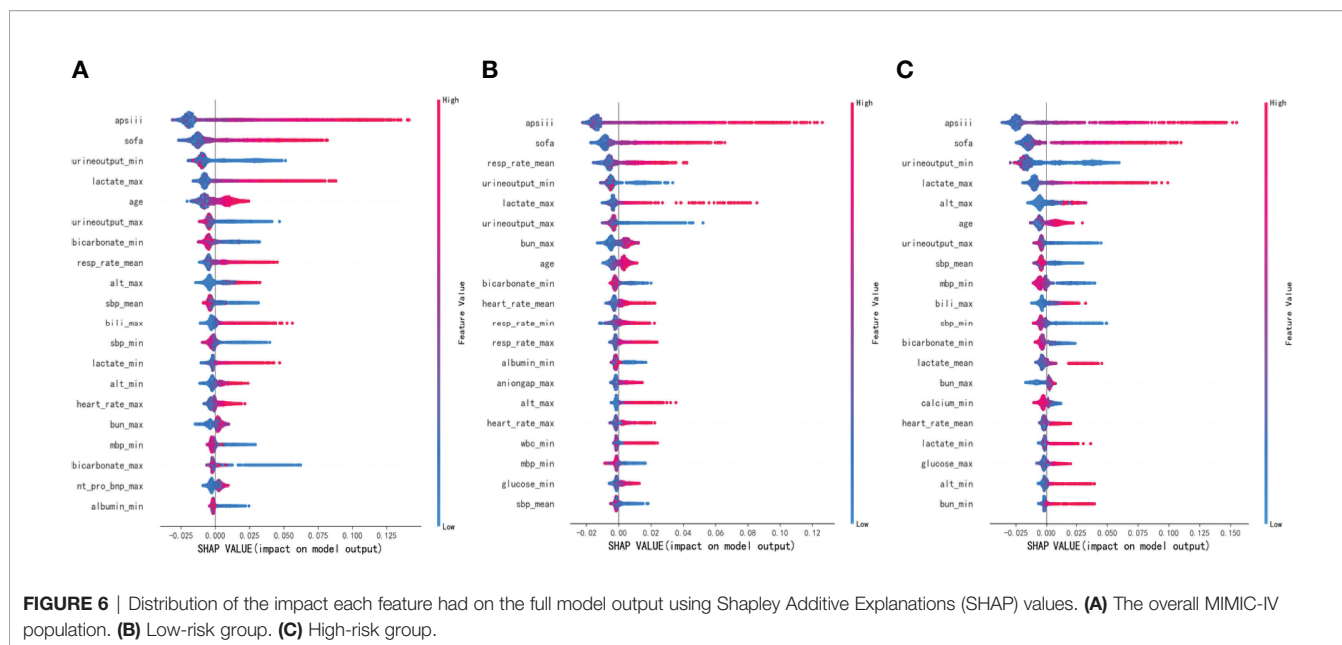 A
High
apsiii
sofa
urineoutput_min
lactate_max
age
urineoutput_max
bicarbonate_min
resp_rate_mean
alt_max
sbp_mean
bili_max
sbp_min
lactate_min
alt_min
heart_rate_max
bun_max
mbp_min
bicarbonate_max
nt_pro_bnp_max
albumin_min
Feature Value
Low
-0.025 0.000 0.025 0.050 0.075 0.100 0.125
SHAP VALUE(impact on model output)
B
High
apsiii
sofa
resp_rate_mean
urineoutput_min
lactate_max
urineoutput_max
bun_max
age
bicarbonate_min
heart_rate_mean
resp_rate_min
resp_rate_max
albumin_min
aniongap_max
alt_max
heart_rate_max
wbc_min
mbp_min
glucose_min
sbp_mean
Feature Value
Low
-0.02 0.00 0.02 0.04 0.06 0.08 0.10 0.12
SHAP VALUE(impact on model output)
C
High
apsiii
sofa
urineoutput_min
lactate_max
alt_max
age
urineoutput_max
sbp_mean
mbp_min
bili_max
sbp_min
bicarbonate_min
lactate_mean
bun_max
calcium_min
heart_rate_mean
lactate_min
glucose_max
alt_min
bun_min
Feature Value
Low
-0.025 0.000 0.025 0.050 0.075 0.100 0.125 0.150
SHAP VALUE(impact on model output)
FIGURE 6 | Distribution of the impact each feature had on the full model output using Shapley Additive Explanations (SHAP) values. (A) The overall MIMIC-IV
population. (B) Low-risk group. (C) High-risk group.